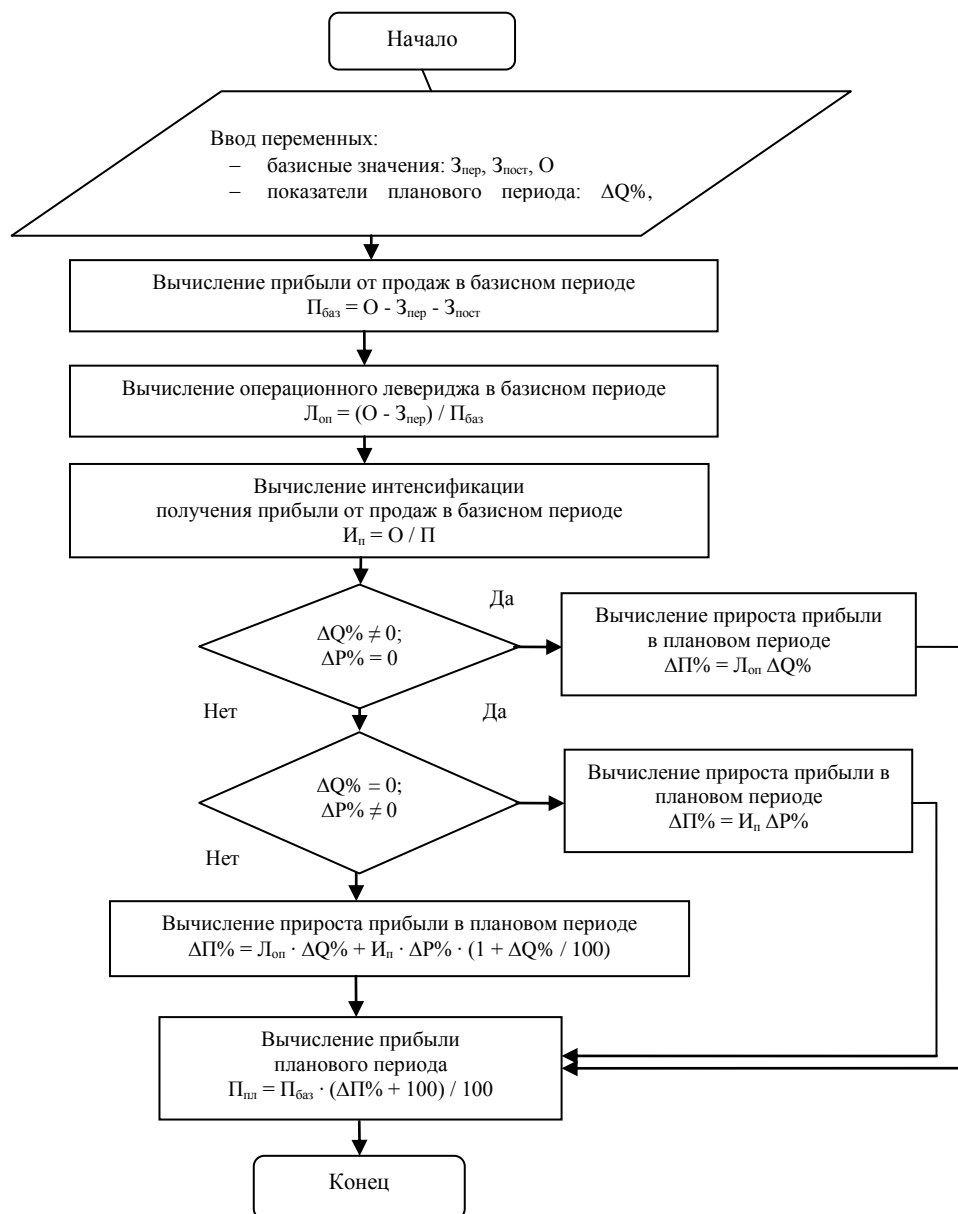 Начало
Ввод переменных:
– базисные значения: Зпер, Зпост, О
– показатели планового периода: ΔQ%,
Вычисление прибыли от продаж в базисном периоде
Пбаз = О - Зпер - Зпост
Вычисление операционного левериджа в базисном периоде
Лоп = (О - Зпер) / Пбаз
Вычисление интенсификации
получения прибыли от продаж в базисном периоде
Ип = О / П
Да
ΔQ% ≠ 0;
ΔP% = 0
Вычисление прироста прибыли
в плановом периоде
ΔП% = Лоп ΔQ%
Нет
Да
ΔQ% = 0;
ΔP% ≠ 0
Вычисление прироста прибыли в
плановом периоде
ΔП% = Ип ΔP%
Нет
Вычисление прироста прибыли в плановом периоде
ΔП% = Лоп · ΔQ% + Ип · ΔP% · (1 + ΔQ% / 100)
Вычисление прибыли
планового периода
Ппл = Пбаз · (ΔП% + 100) / 100
Конец